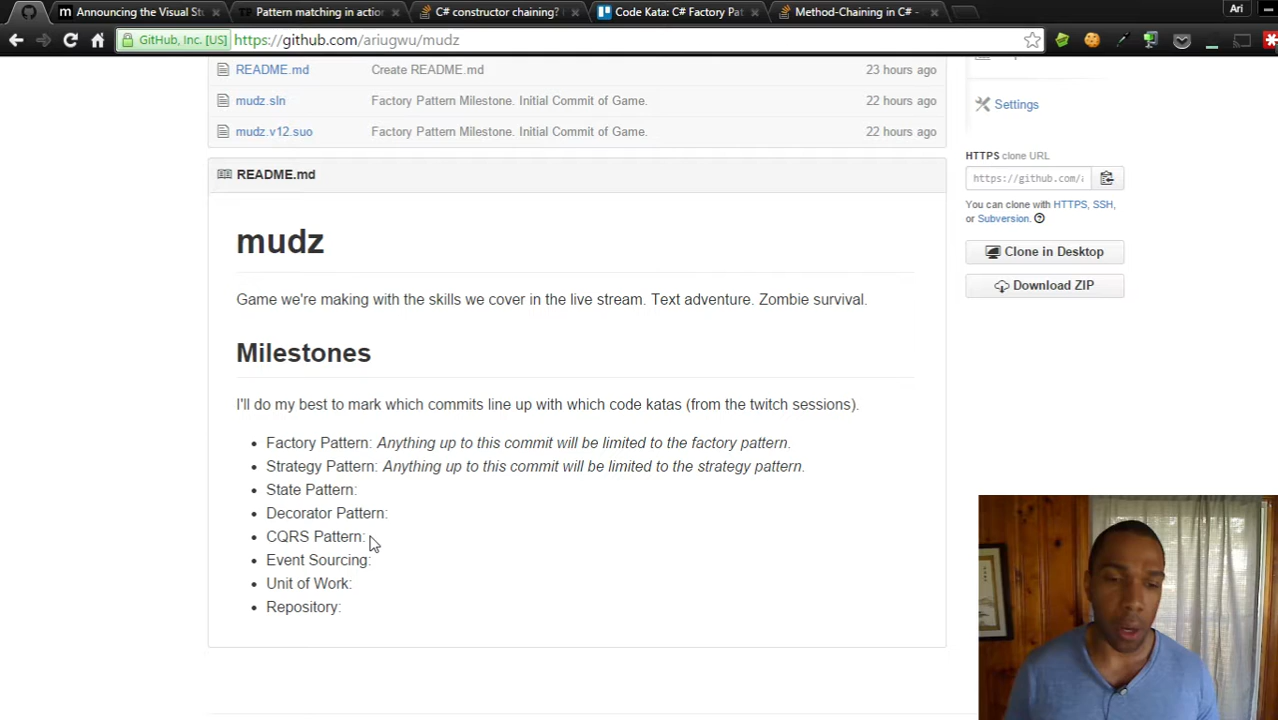 Announcing the Visual St
Pattern matching in action
C# constructor chaining?
Code Kata: C# Factory Pat
Method-Chaining in C# -
Ari
GitHub, Inc. [US]
https://github.com/ariugwu/mudz
README.md Create README.md 23 hours ago
mudz.sln Factory Pattern Milestone. Initial Commit of Game. 22 hours ago
mudz.v12.suo Factory Pattern Milestone. Initial Commit of Game. 22 hours ago
Settings
HTTPS clone URL
https://github.com/a
You can clone with HTTPS, SSH,
or Subversion.
Clone in Desktop
Download ZIP
README.md
mudz
Game we're making with the skills we cover in the live stream. Text adventure. Zombie survival.
Milestones
I'll do my best to mark which commits line up with which code katas (from the twitch sessions).
Factory Pattern: Anything up to this commit will be limited to the factory pattern.
Strategy Pattern: Anything up to this commit will be limited to the strategy pattern.
State Pattern:
Decorator Pattern:
CQRS Pattern:
Event Sourcing:
Unit of Work:
Repository: